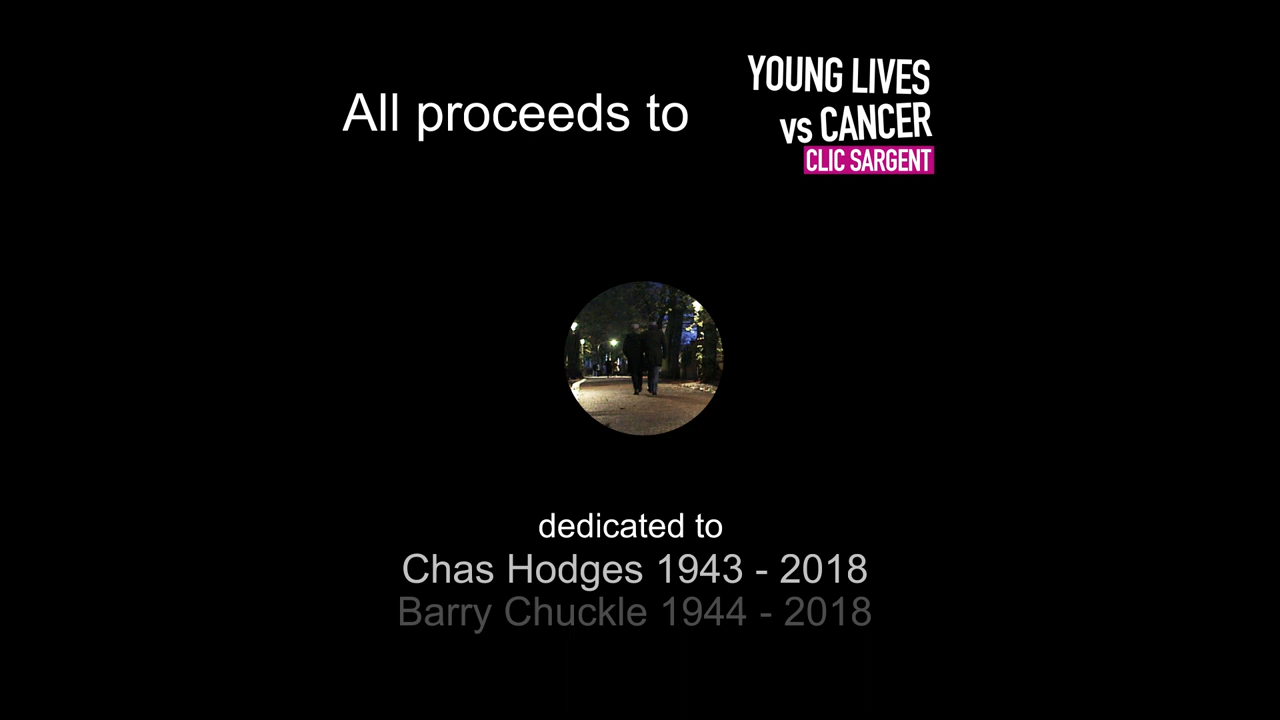 All proceeds to
YOUNG LIVES
vs CANCER
CLIC SARGENT
dedicated to
Chas Hodges 1943 - 2018
Barry Chuckle 1944 - 2018